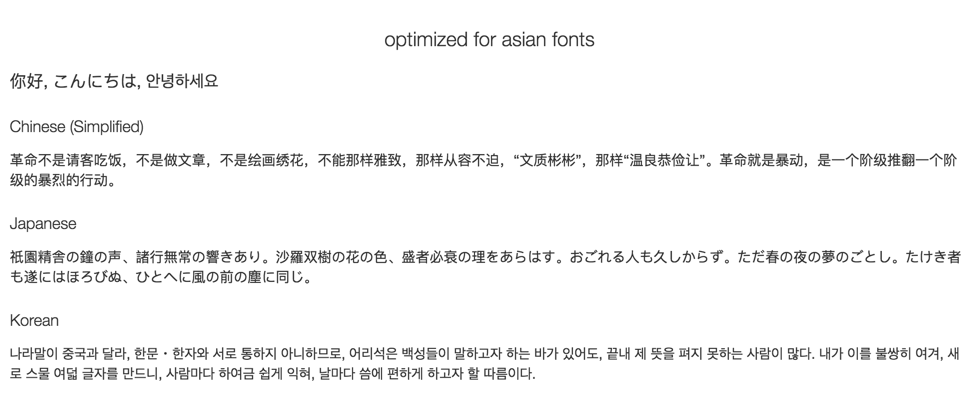 optimized for asian fonts
你好, こんにちは, 안녕하세요
Chinese (Simplified)
革命不是请客吃饭，不是做文章，不是绘画绣花，不能那样雅致，那样从容不迫，“文质彬彬”，那样“温良恭俭让”。革命就是暴动，是一个阶级推翻一个阶
级的暴烈的行动。
Japanese
祇園精舎の鐘の声、諸行無常の響きあり。沙羅双樹の花の色、盛者必衰の理をあらはす。おごれる人も久しからず。ただ春の夜の夢のごとし。たけき者
も遂にはほろびぬ、ひとへに風の前の塵に同じ。
Korean
나라말이 중국과 달라, 한문・한자와 서로 통하지 아니하므로, 어리석은 백성들이 말하고자 하는 바가 있어도, 끝내 제 뜻을 펴지 못하는 사람이 많다. 내가 이를 불쌍히 여겨, 새
로 스물 여덟 글자를 만드니, 사람마다 하여금 쉽게 익혀, 날마다 씀에 편하게 하고자 할 따름이다.